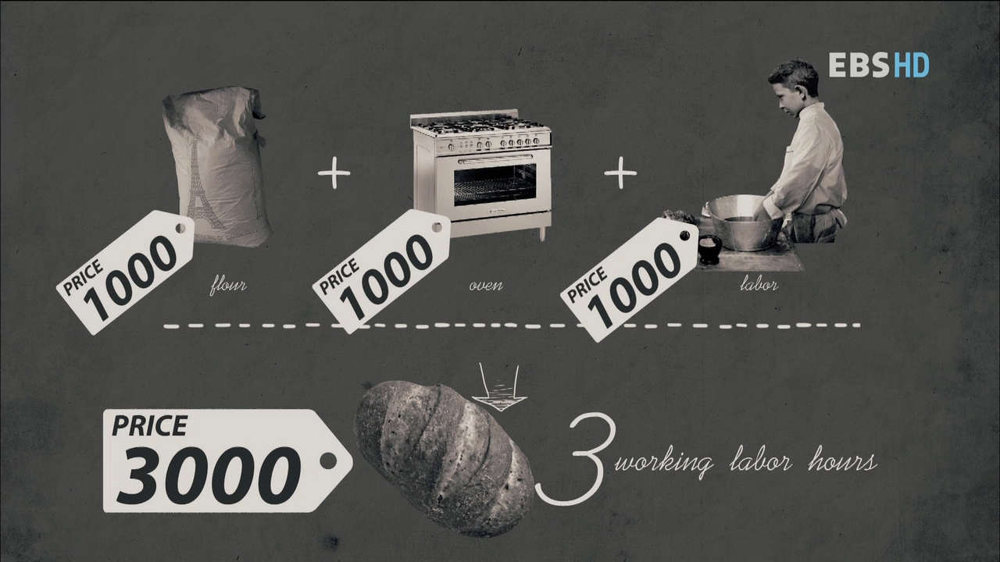 EBS HD
PRICE
1000
flour
PRICE
1000
oven
PRICE
1000
labor
PRICE
3000
3 working labor hours